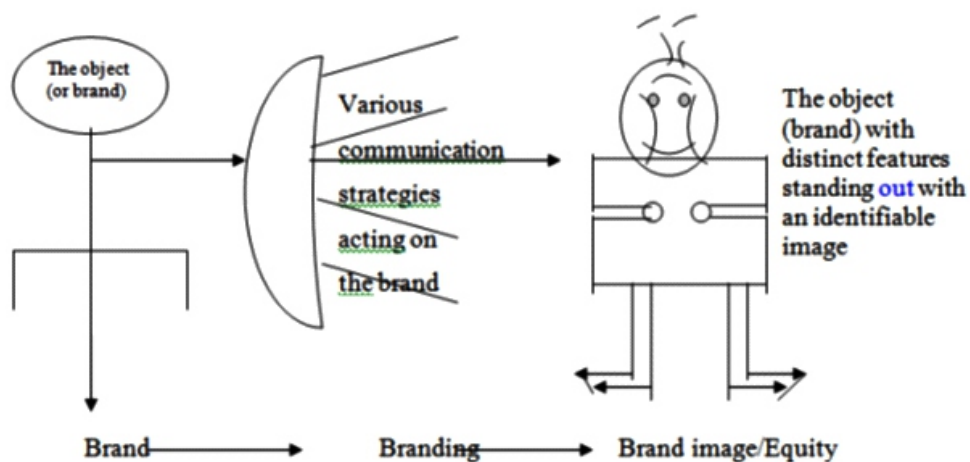 The object
(or brand)
Various
communication
strategies
acting on
the brand
The object
(brand) with
distinct features
standing out with
an identifiable
image
Brand
Branding
Brand image/Equity